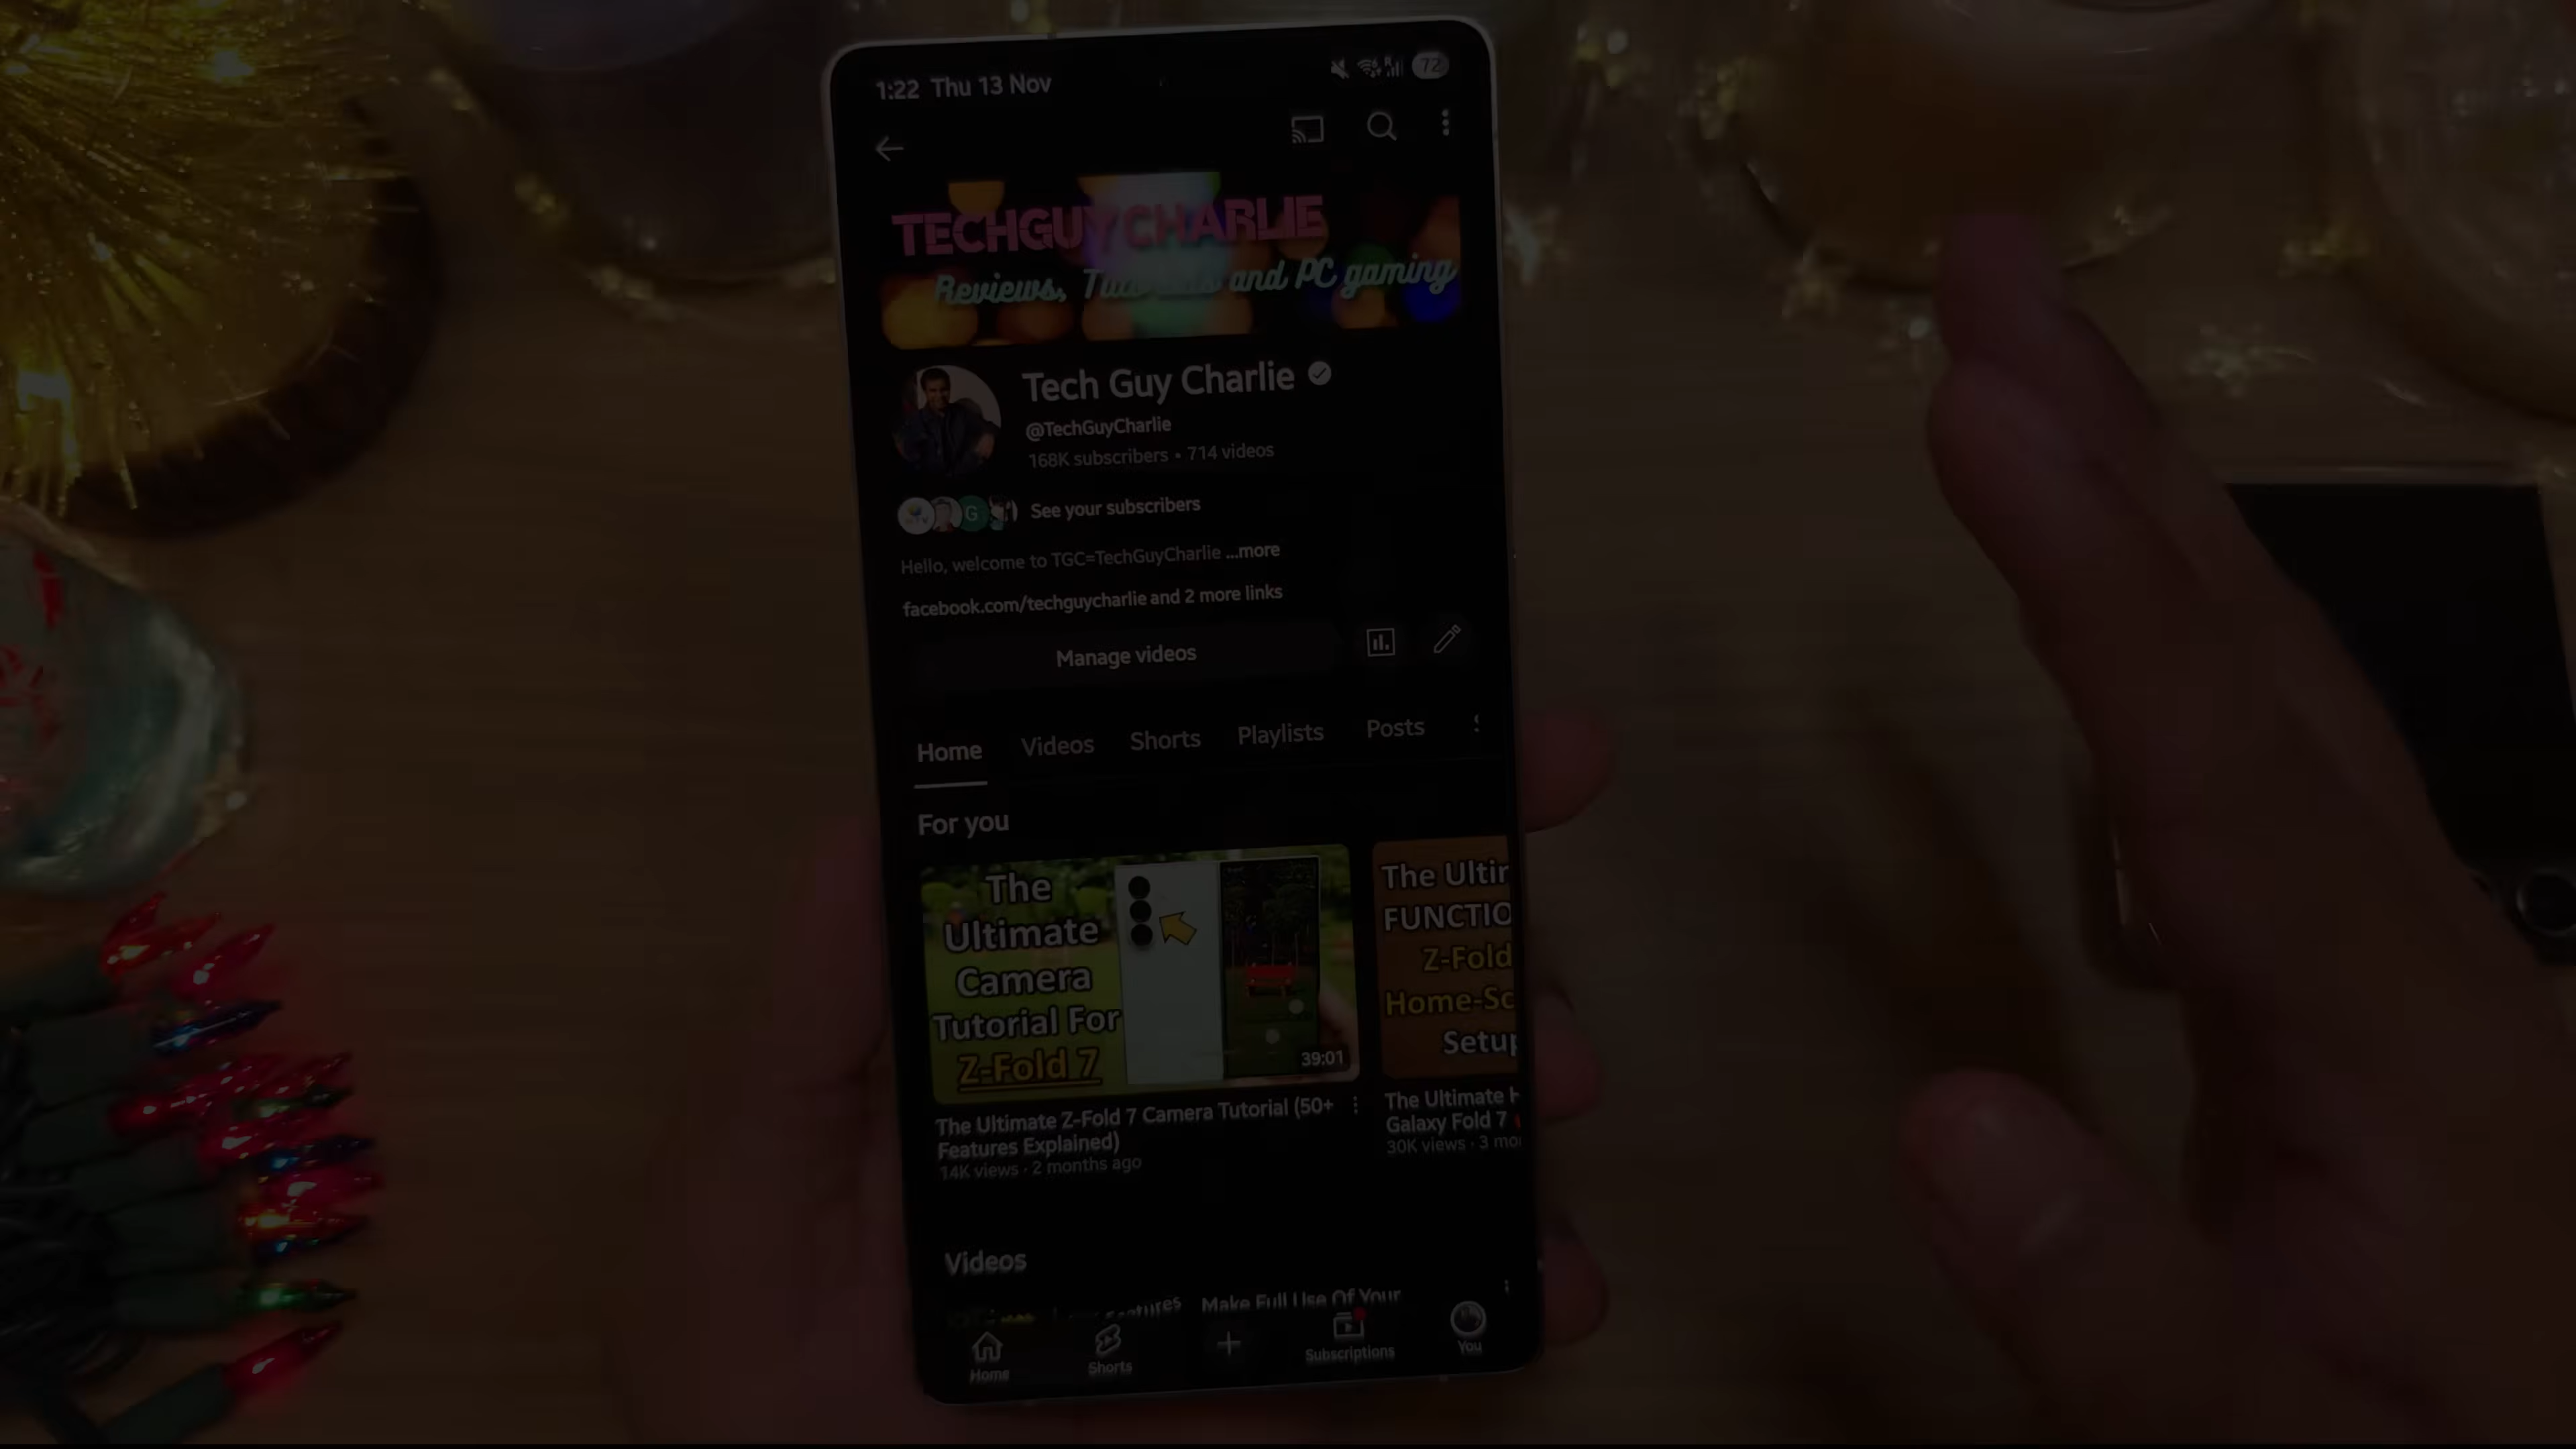 1:22 Thu 13 Nov
72
TECHGUYCHARLIE
Reviews, Tutorials and PC gaming
Tech Guy Charlie
@TechGuyCharlie
168K subscribers • 714 videos
G
See your subscribers
Hello, welcome to TGC=TechGuyCharlie ...more
facebook.com/techguycharlie and 2 more links
Manage videos
Home Videos Shorts Playlists Posts
For you
The
Ultimate
Camera
Tutorial For
Z-Fold 7
39:01
The Ultimate Z-Fold 7 Camera Tutorial (50+
Features Explained)
14K views · 2 months ago
The Ultim
FUNCTIO
Z-Fold
Home-Sc
Setup
The Ultimate H
Galaxy Fold 7
30K views · 3 mo
Videos
Make Full Use Of Your
Home
Shorts
Subscriptions
You